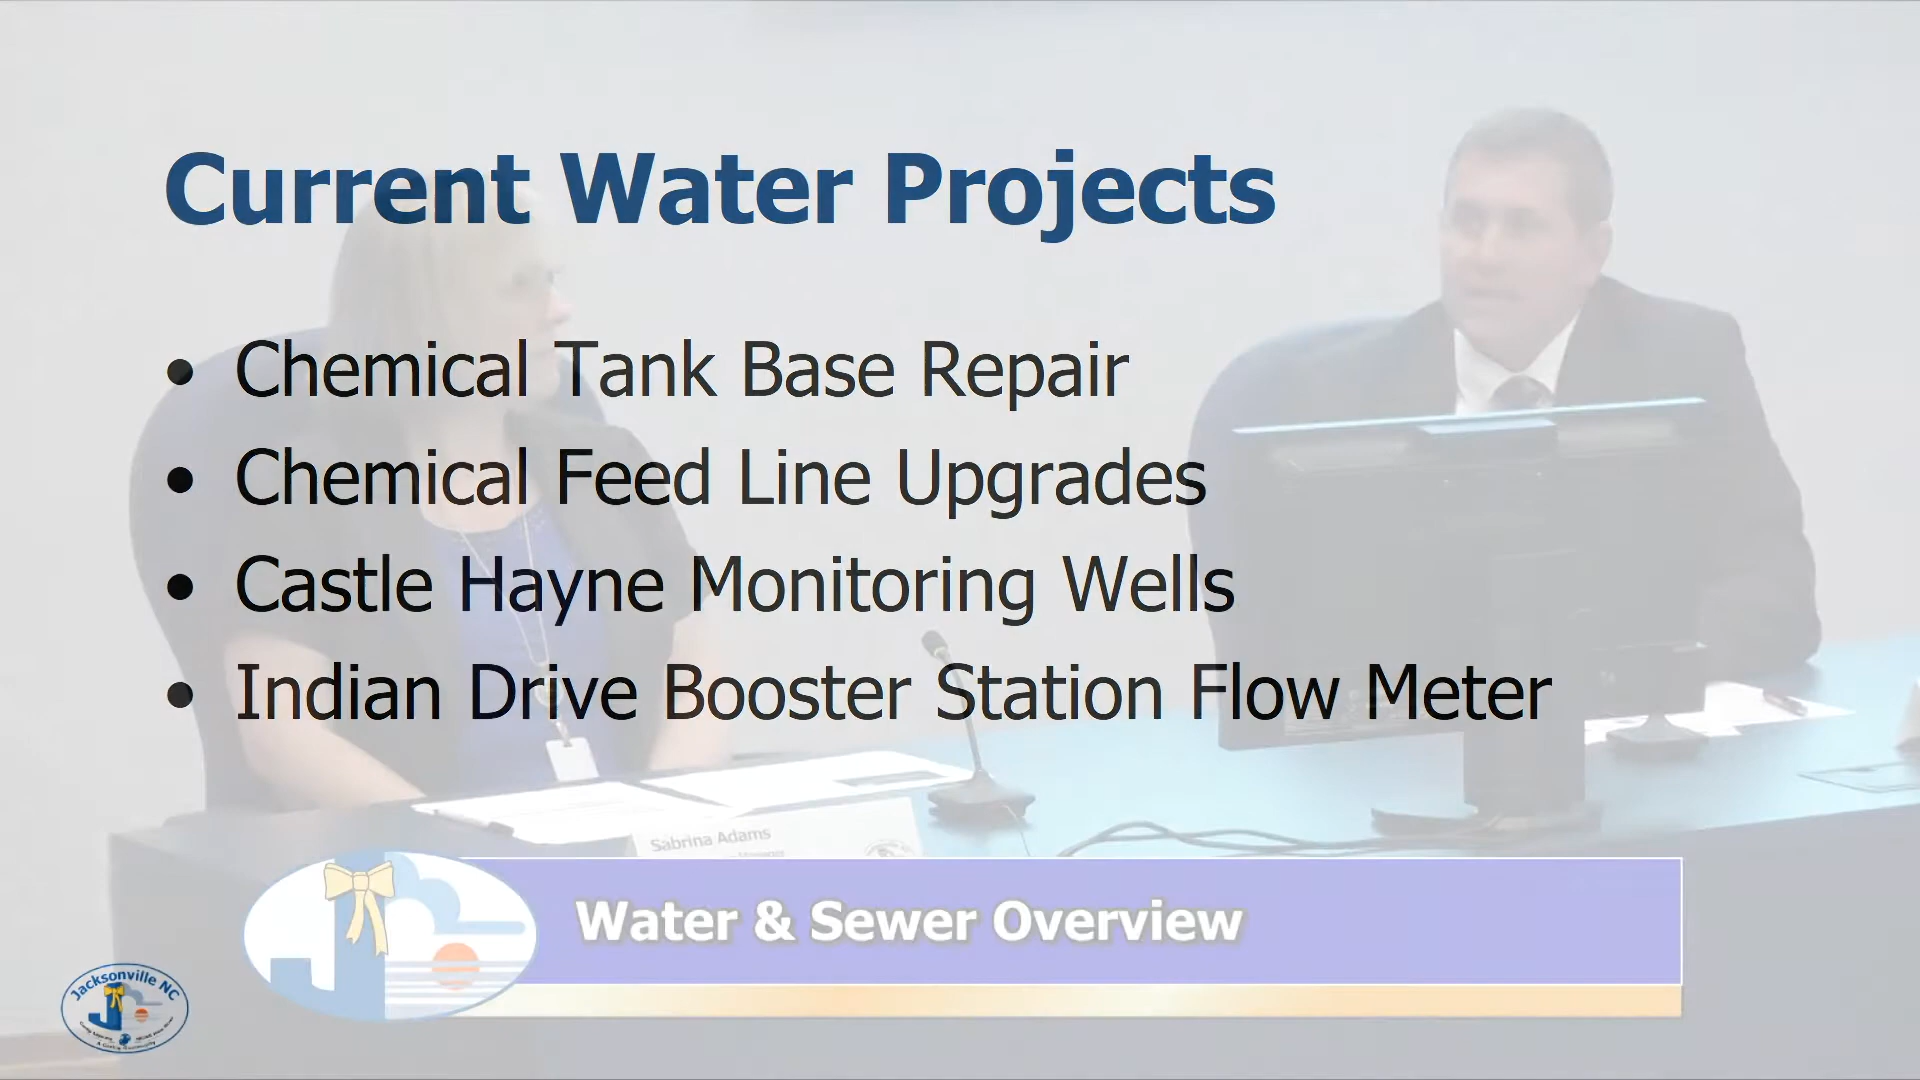 Current Water Projects
• Chemical Tank Base Repair
• Chemical Feed Line Upgrades
• Castle Hayne Monitoring Wells
• Indian Drive Booster Station Flow Meter
Sabrina Adams
Water & Sewer Overview
Jacksonville NC